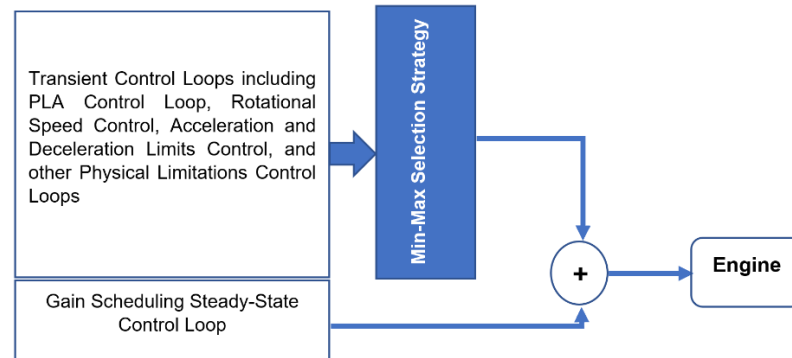 Transient Control Loops including
PLA Control Loop, Rotational
Speed Control, Acceleration and
Deceleration Limits Control, and
other Physical Limitations Control
Loops
Min-Max Selection Strategy
Gain Scheduling Steady-State
Control Loop
+
Engine